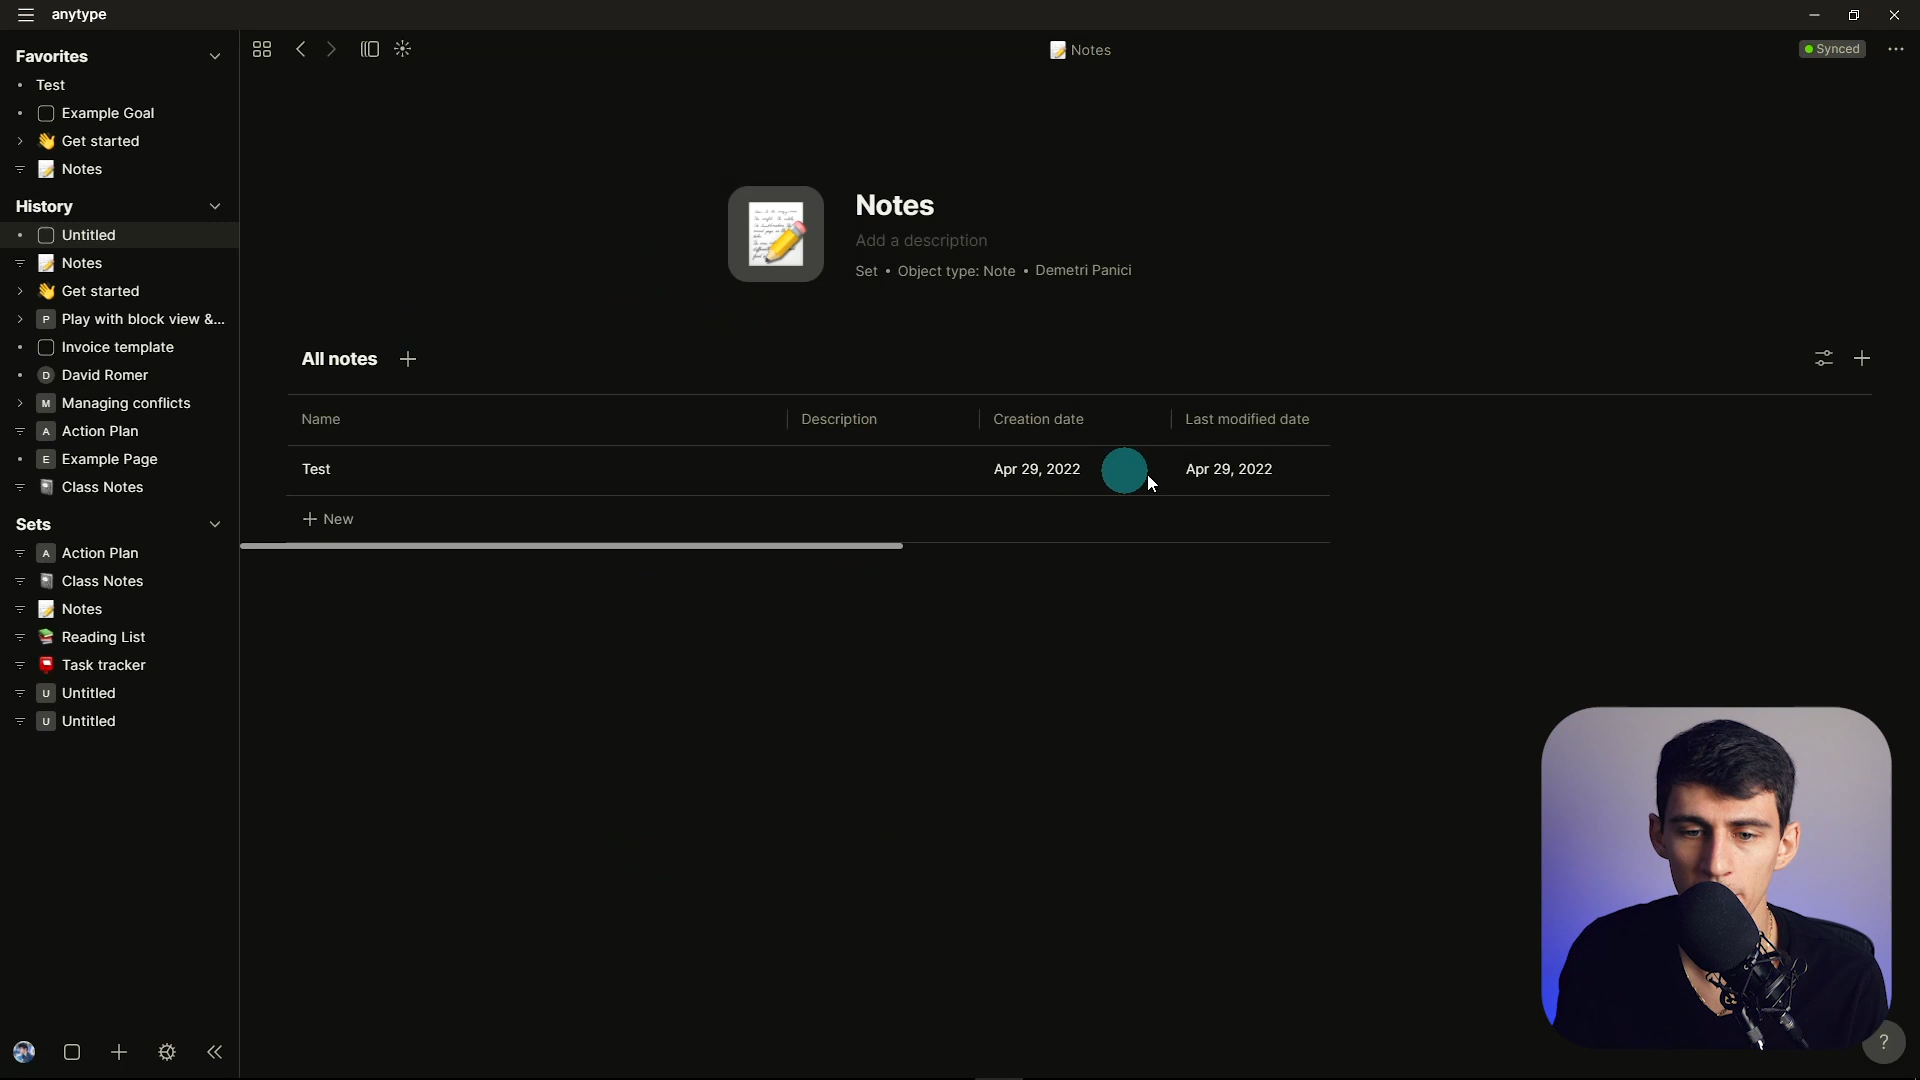 anytype
Notes
Synced
Favorites
Test
Example Goal
Get started
Notes
History
Untitled
Notes
Get started
P Play with block view &...
Invoice template
D David Romer
M Managing conflicts
A Action Plan
E Example Page
Class Notes
Sets
A Action Plan
Class Notes
Notes
Reading List
Task tracker
U Untitled
U Untitled
Notes
Add a description
Set • Object type: Note • Demetri Panici
All notes
Name Description Creation date Last modified date
Test Apr 29, 2022 Apr 29, 2022
+ New
?